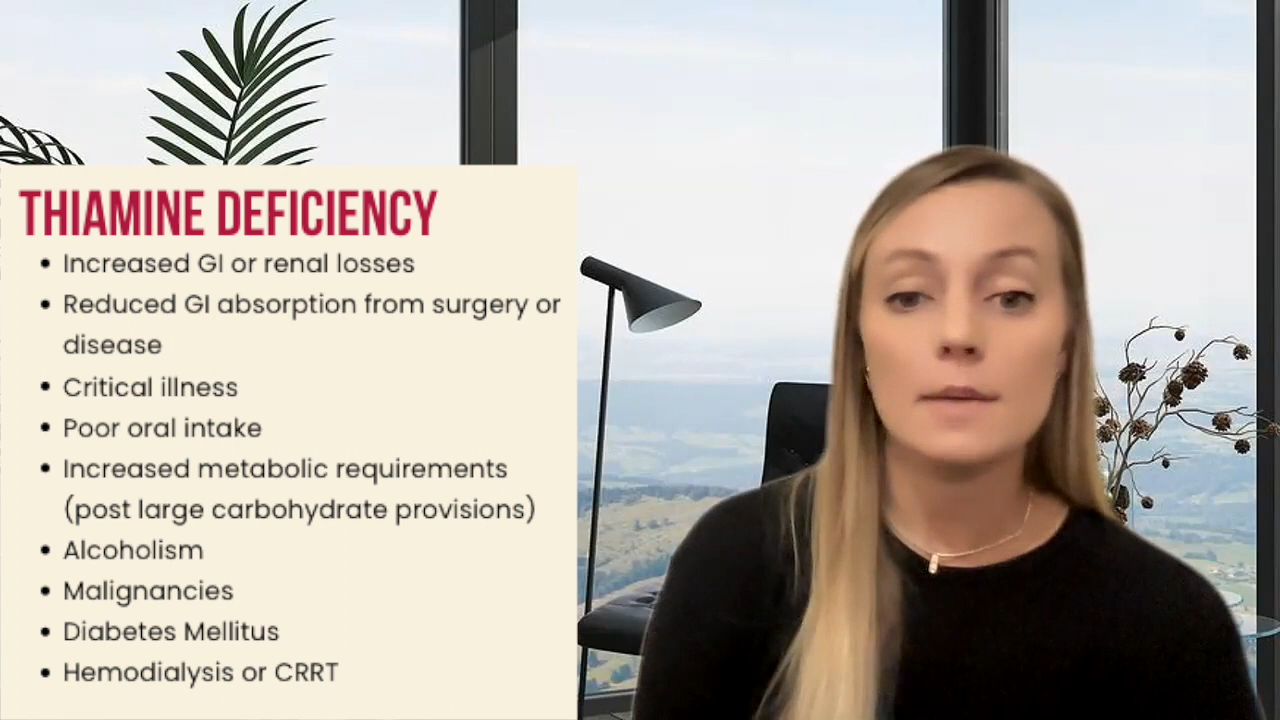 THIAMINE DEFICIENCY
• Increased GI or renal losses
• Reduced GI absorption from surgery or
disease
• Critical illness
• Poor oral intake
• Increased metabolic requirements
(post large carbohydrate provisions)
• Alcoholism
• Malignancies
• Diabetes Mellitus
• Hemodialysis or CRRT